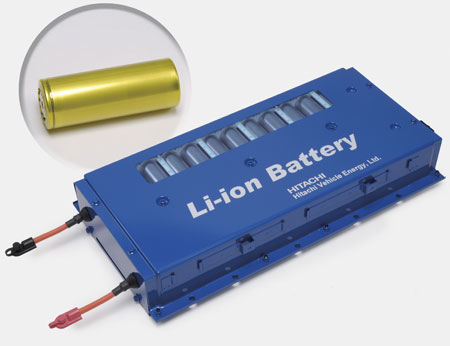 Li-ion Battery
HITACHI
Hitachi Vehicle Energy, Ltd.